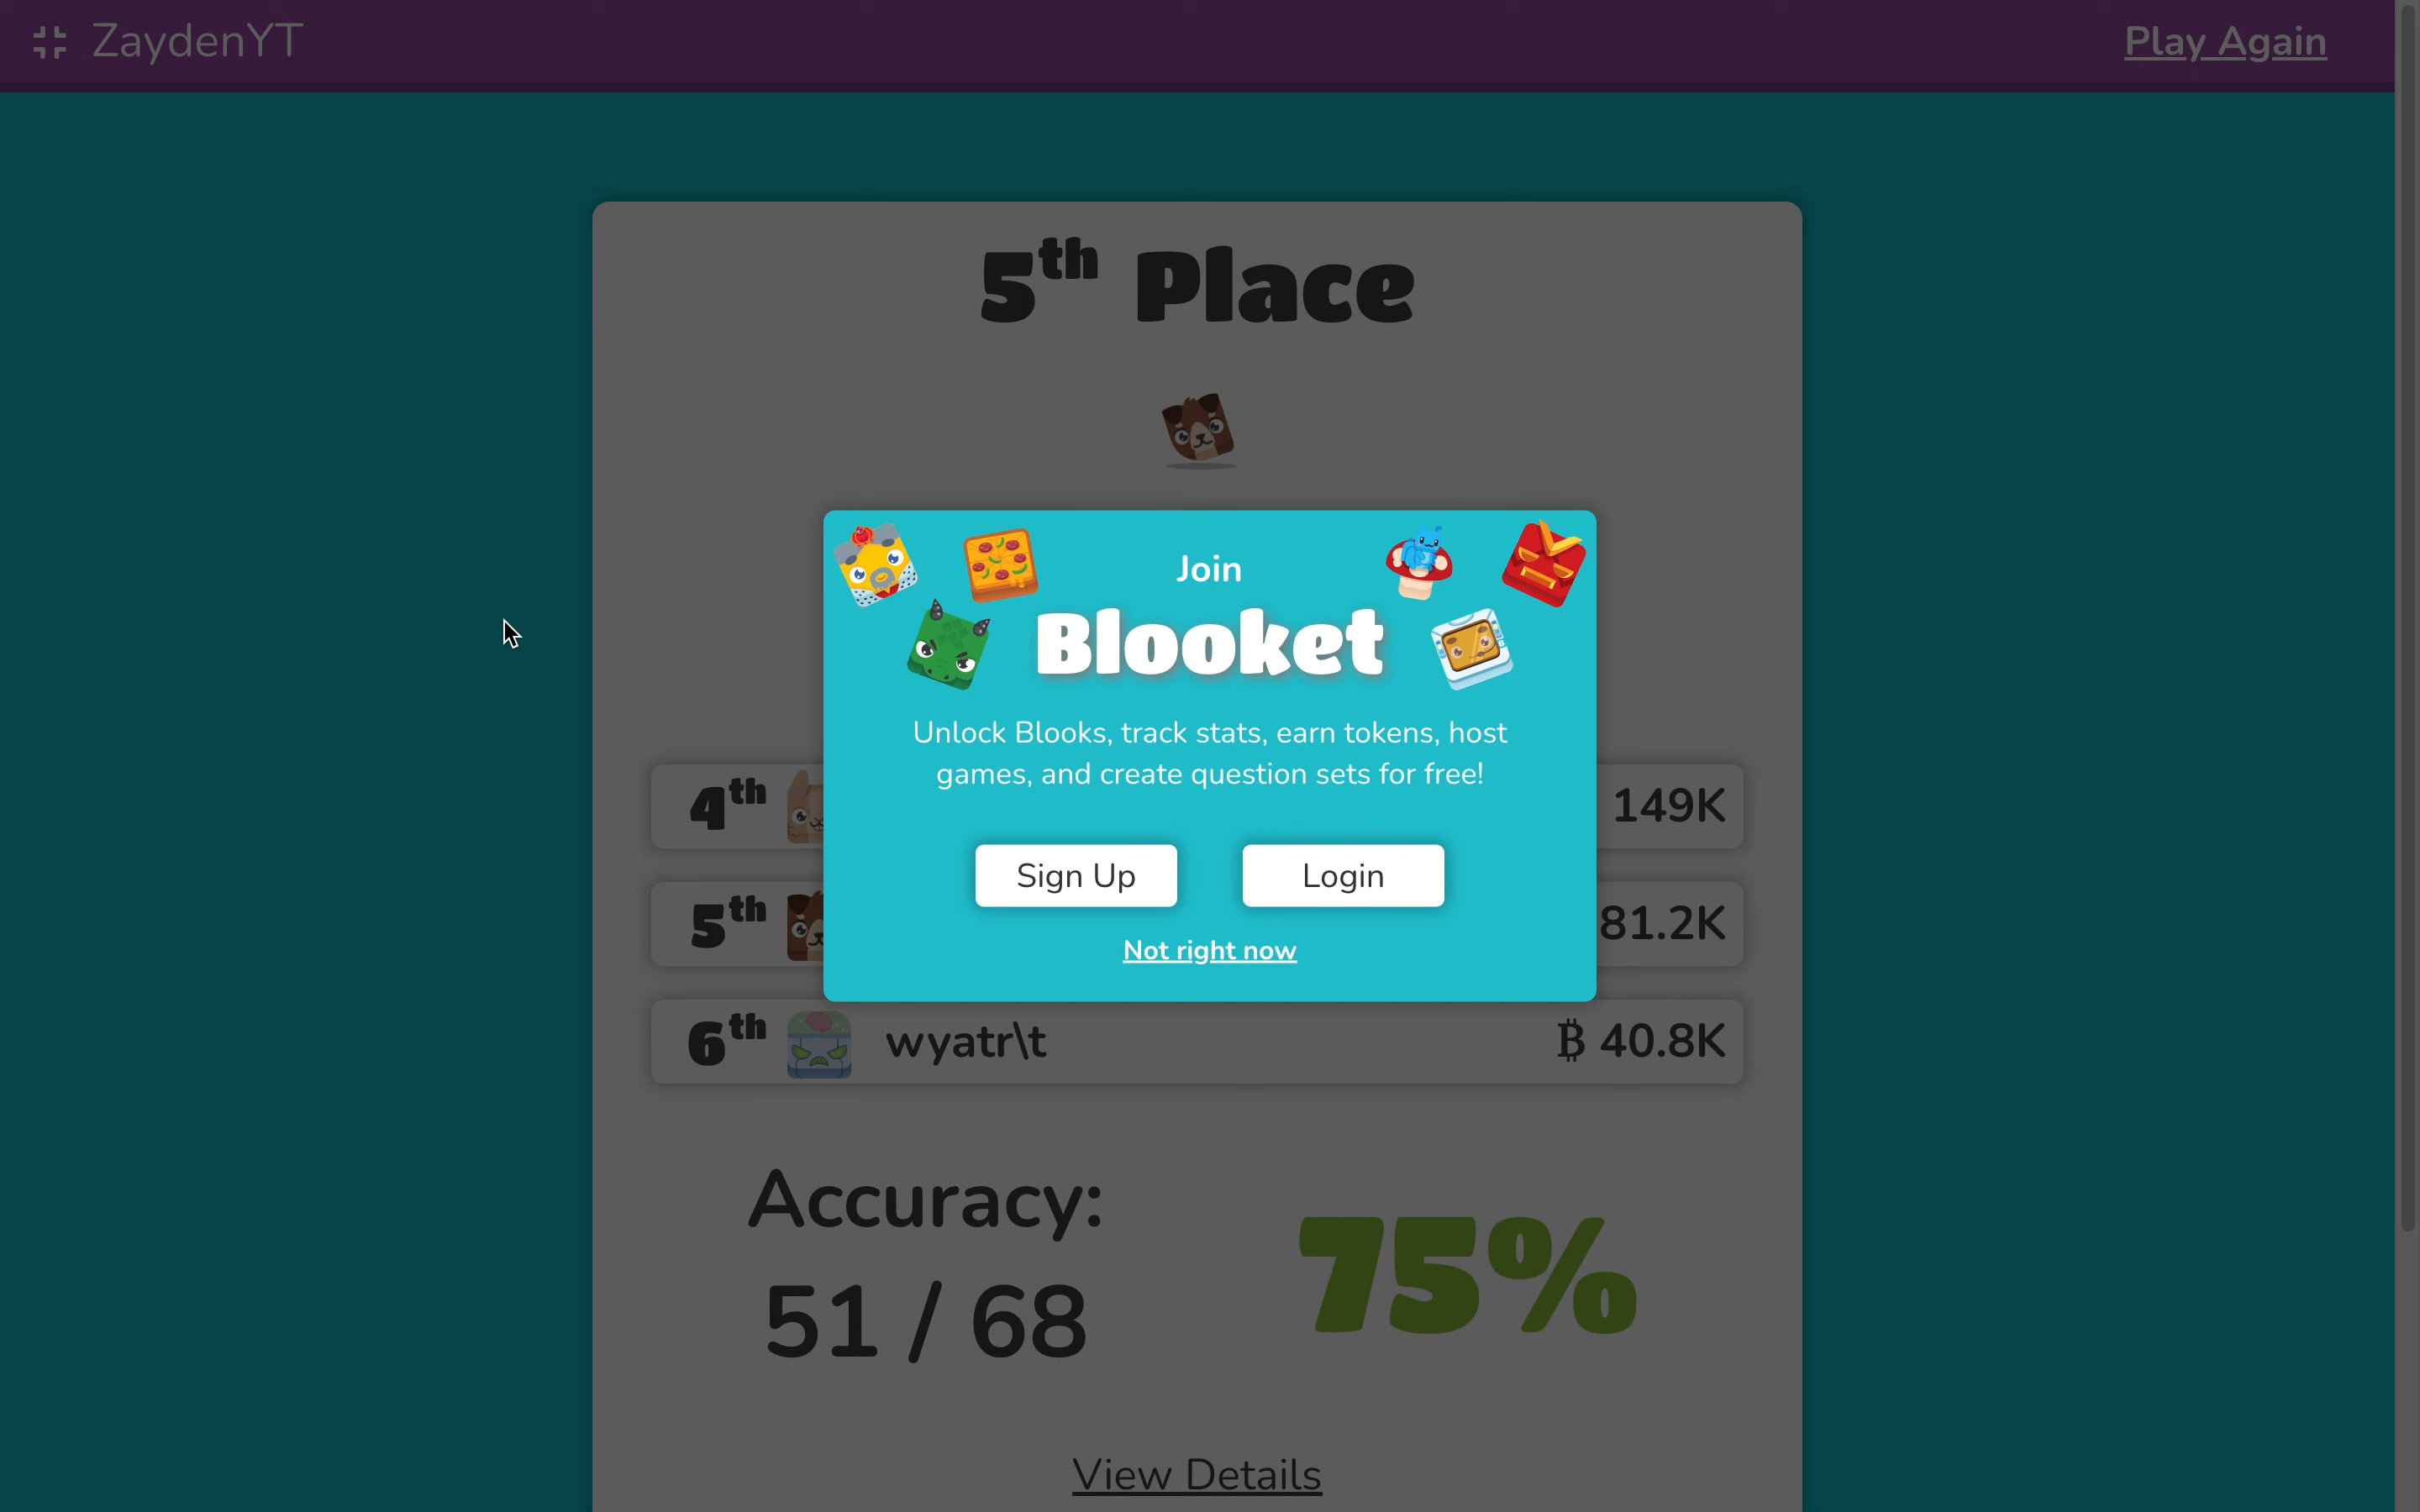 ZaydenYT
Play Again
5th Place
Join
Blooket
Unlock Blooks, track stats, earn tokens, host
games, and create question sets for free!
4th 149K
5th 81.2K
Sign Up Login
Not right now
6th wyatr\t ₿ 40.8K
Accuracy:
51 / 68
75%
View Details